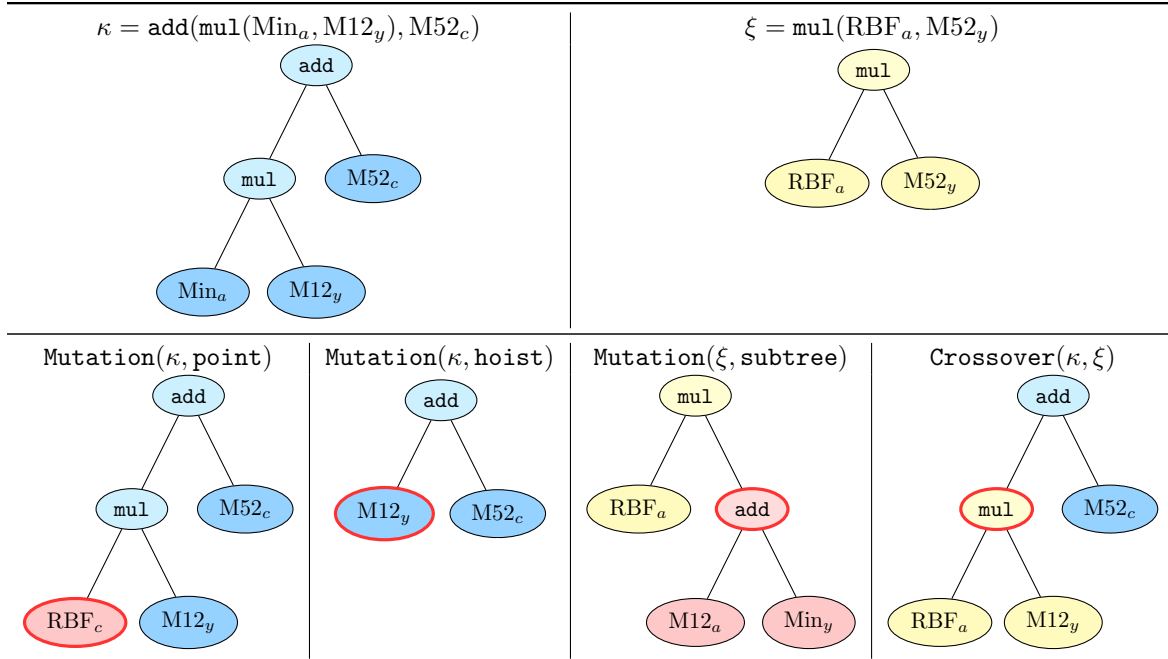 κ = add(mul(Min_a, M12_y), M52_c)
add
mul
M52_c
Min_a
M12_y
ξ = mul(RBF_a, M52_y)
mul
RBF_a
M52_y
Mutation(κ, point)
add
mul
M52_c
RBF_c
M12_y
Mutation(κ, hoist)
add
M12_y
M52_c
Mutation(ξ, subtree)
mul
RBF_a
add
M12_a
Min_y
Crossover(κ, ξ)
add
mul
M52_c
RBF_a
M12_y